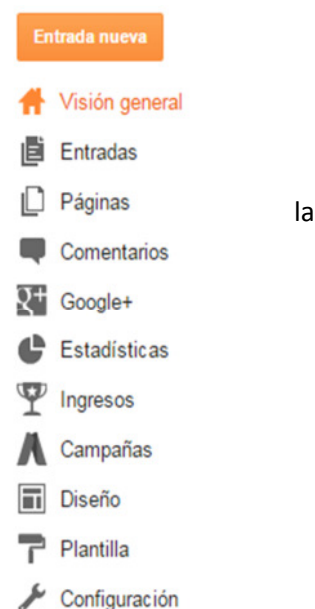 Entrada nueva
Visión general
Entradas
Páginas
la
Comentarios
Google+
Estadísticas
Ingresos
Campañas
Diseño
Plantilla
Configuración